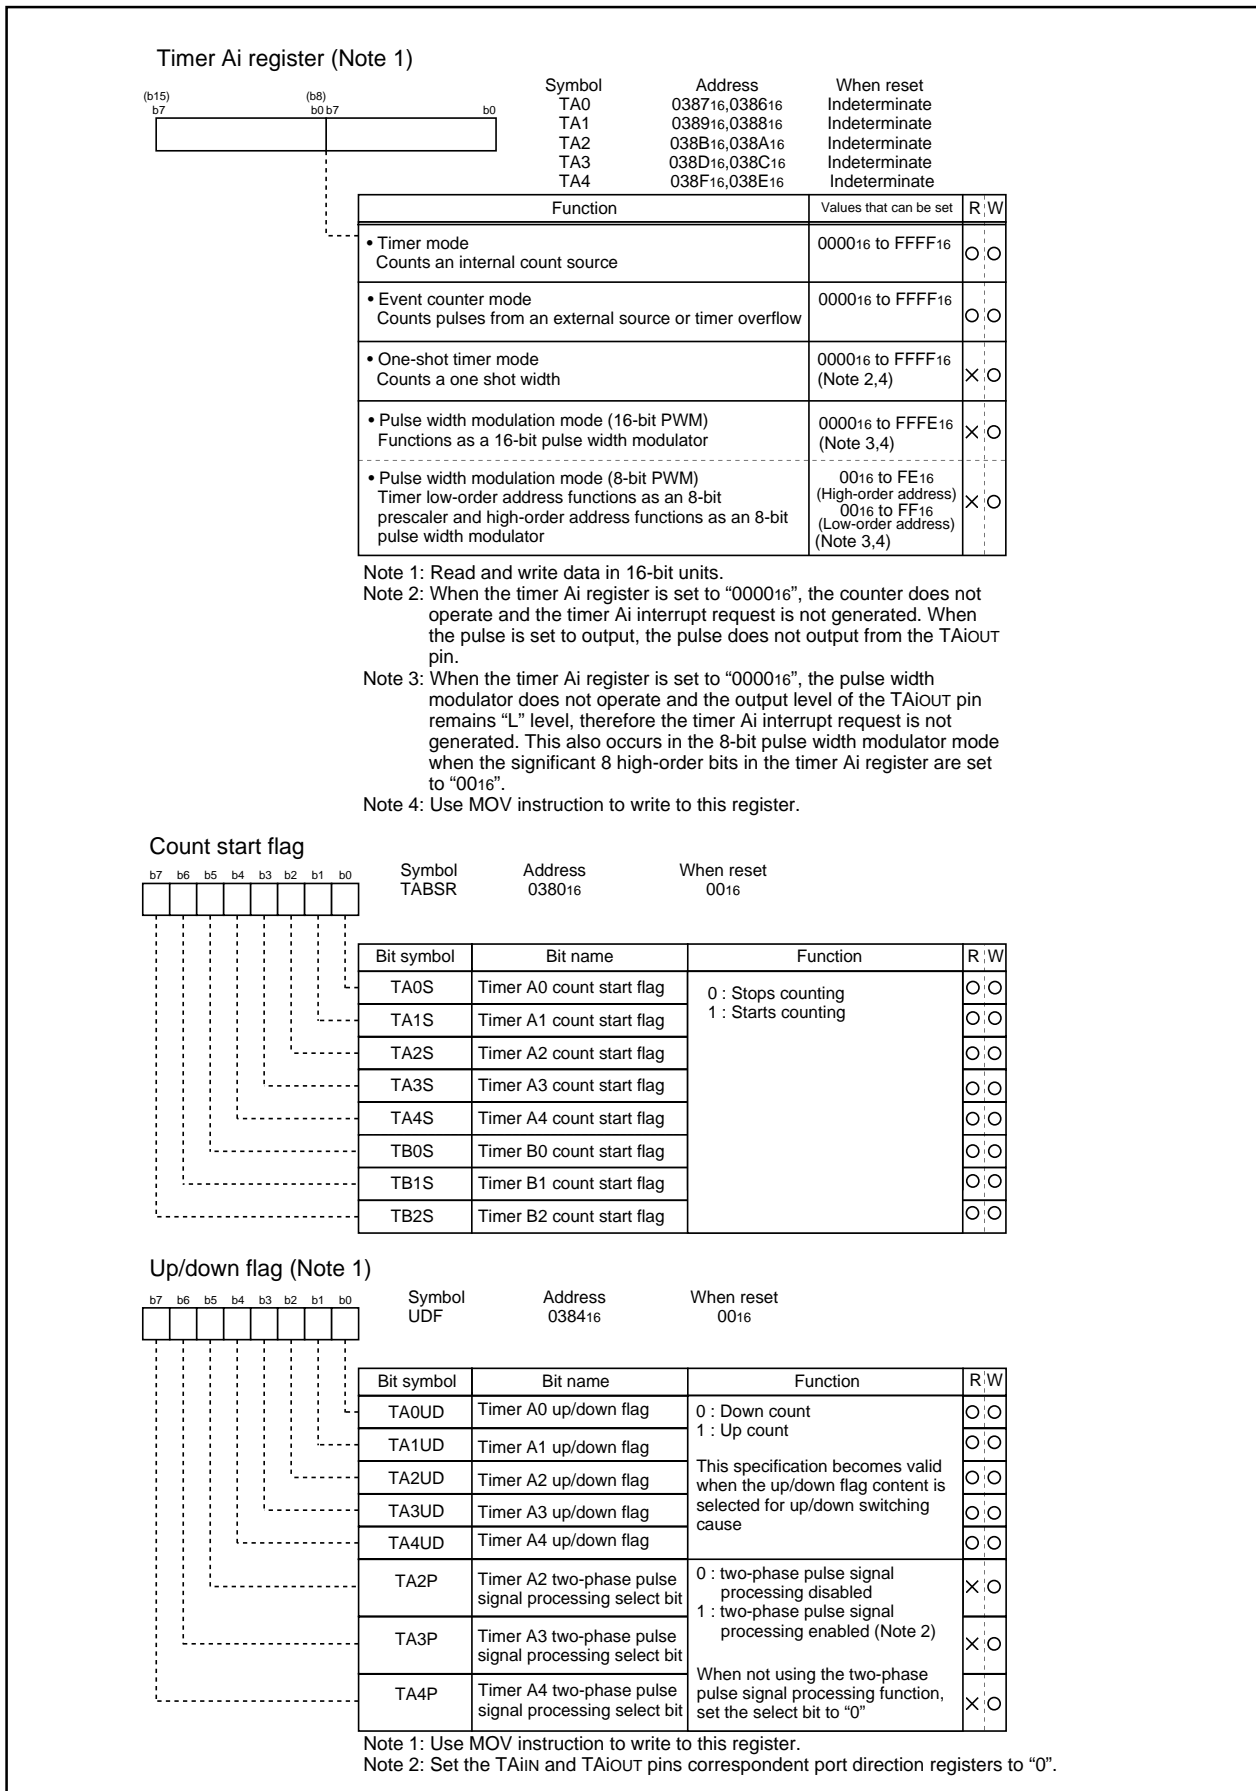 Timer Ai register (Note 1)
Symbol Address When reset
(b15) (b8)
b7 b0 b7 b0
TA0 038716,038616 Indeterminate
TA1 038916,038816 Indeterminate
TA2 038B16,038A16 Indeterminate
TA3 038D16,038C16 Indeterminate
TA4 038F16,038E16 Indeterminate
Function Values that can be set R W
• Timer mode 000016 to FFFF16
Counts an internal count source
• Event counter mode 000016 to FFFF16
Counts pulses from an external source or timer overflow
• One-shot timer mode 000016 to FFFF16
Counts a one shot width (Note 2,4)
• Pulse width modulation mode (16-bit PWM) 000016 to FFFE16
Functions as a 16-bit pulse width modulator (Note 3,4)
• Pulse width modulation mode (8-bit PWM) 0016 to FE16
Timer low-order address functions as an 8-bit (High-order address)
prescaler and high-order address functions as an 8-bit 0016 to FF16
pulse width modulator (Low-order address)
(Note 3,4)
Note 1: Read and write data in 16-bit units.
Note 2: When the timer Ai register is set to “000016”, the counter does not
operate and the timer Ai interrupt request is not generated. When
the pulse is set to output, the pulse does not output from the TAiOUT
pin.
Note 3: When the timer Ai register is set to “000016”, the pulse width
modulator does not operate and the output level of the TAiOUT pin
remains “L” level, therefore the timer Ai interrupt request is not
generated. This also occurs in the 8-bit pulse width modulator mode
when the significant 8 high-order bits in the timer Ai register are set
to “0016”.
Note 4: Use MOV instruction to write to this register.
Count start flag
b7 b6 b5 b4 b3 b2 b1 b0
Symbol Address When reset
TABSR 038016 0016
Bit symbol Bit name Function R W
TA0S Timer A0 count start flag 0 : Stops counting
TA1S Timer A1 count start flag 1 : Starts counting
TA2S Timer A2 count start flag
TA3S Timer A3 count start flag
TA4S Timer A4 count start flag
TB0S Timer B0 count start flag
TB1S Timer B1 count start flag
TB2S Timer B2 count start flag
Up/down flag (Note 1)
b7 b6 b5 b4 b3 b2 b1 b0
Symbol Address When reset
UDF 038416 0016
Bit symbol Bit name Function R W
TA0UD Timer A0 up/down flag 0 : Down count
1 : Up count
TA1UD Timer A1 up/down flag
This specification becomes valid
TA2UD Timer A2 up/down flag when the up/down flag content is
TA3UD Timer A3 up/down flag selected for up/down switching
cause
TA4UD Timer A4 up/down flag
TA2P Timer A2 two-phase pulse 0 : two-phase pulse signal
signal processing select bit processing disabled
1 : two-phase pulse signal
TA3P Timer A3 two-phase pulse processing enabled (Note 2)
signal processing select bit
When not using the two-phase
TA4P Timer A4 two-phase pulse pulse signal processing function,
signal processing select bit set the select bit to “0”
Note 1: Use MOV instruction to write to this register.
Note 2: Set the TAiIN and TAiOUT pins correspondent port direction registers to “0”.